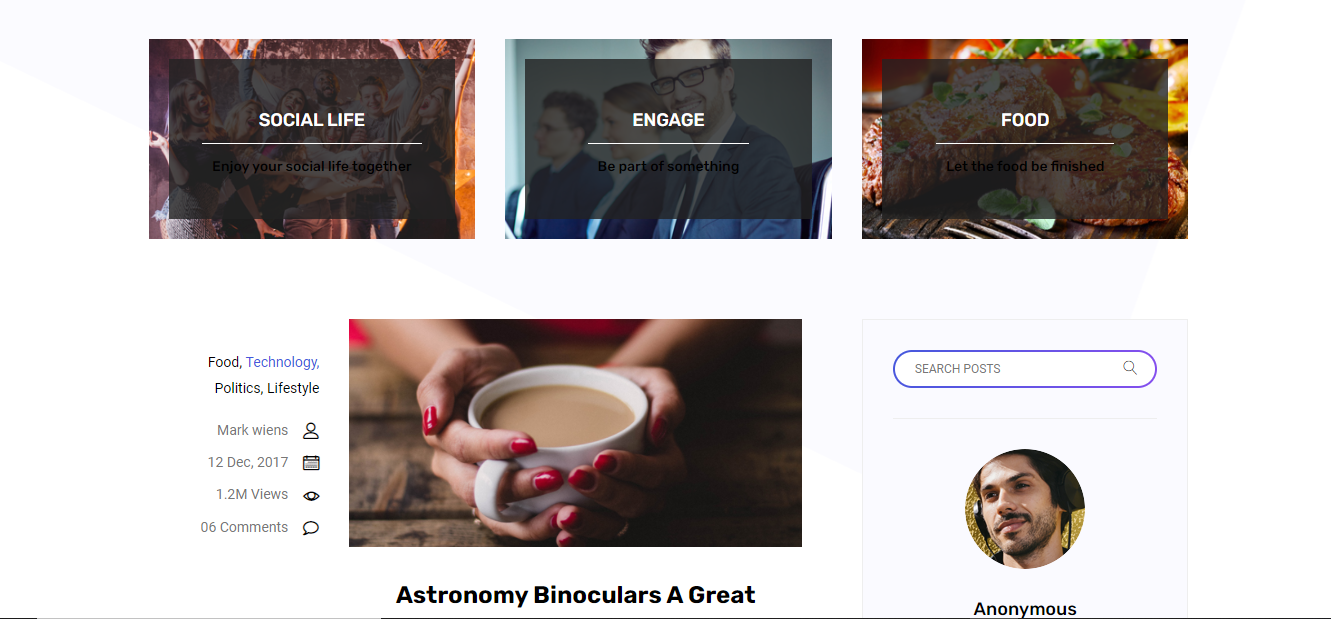 SOCIAL LIFE
Enjoy your social life together
ENGAGE
Be part of something
FOOD
Let the food be finished
Food, Technology,
Politics, Lifestyle
Mark wiens
12 Dec, 2017
1.2M Views
06 Comments
Astronomy Binoculars A Great
SEARCH POSTS
Anonymous